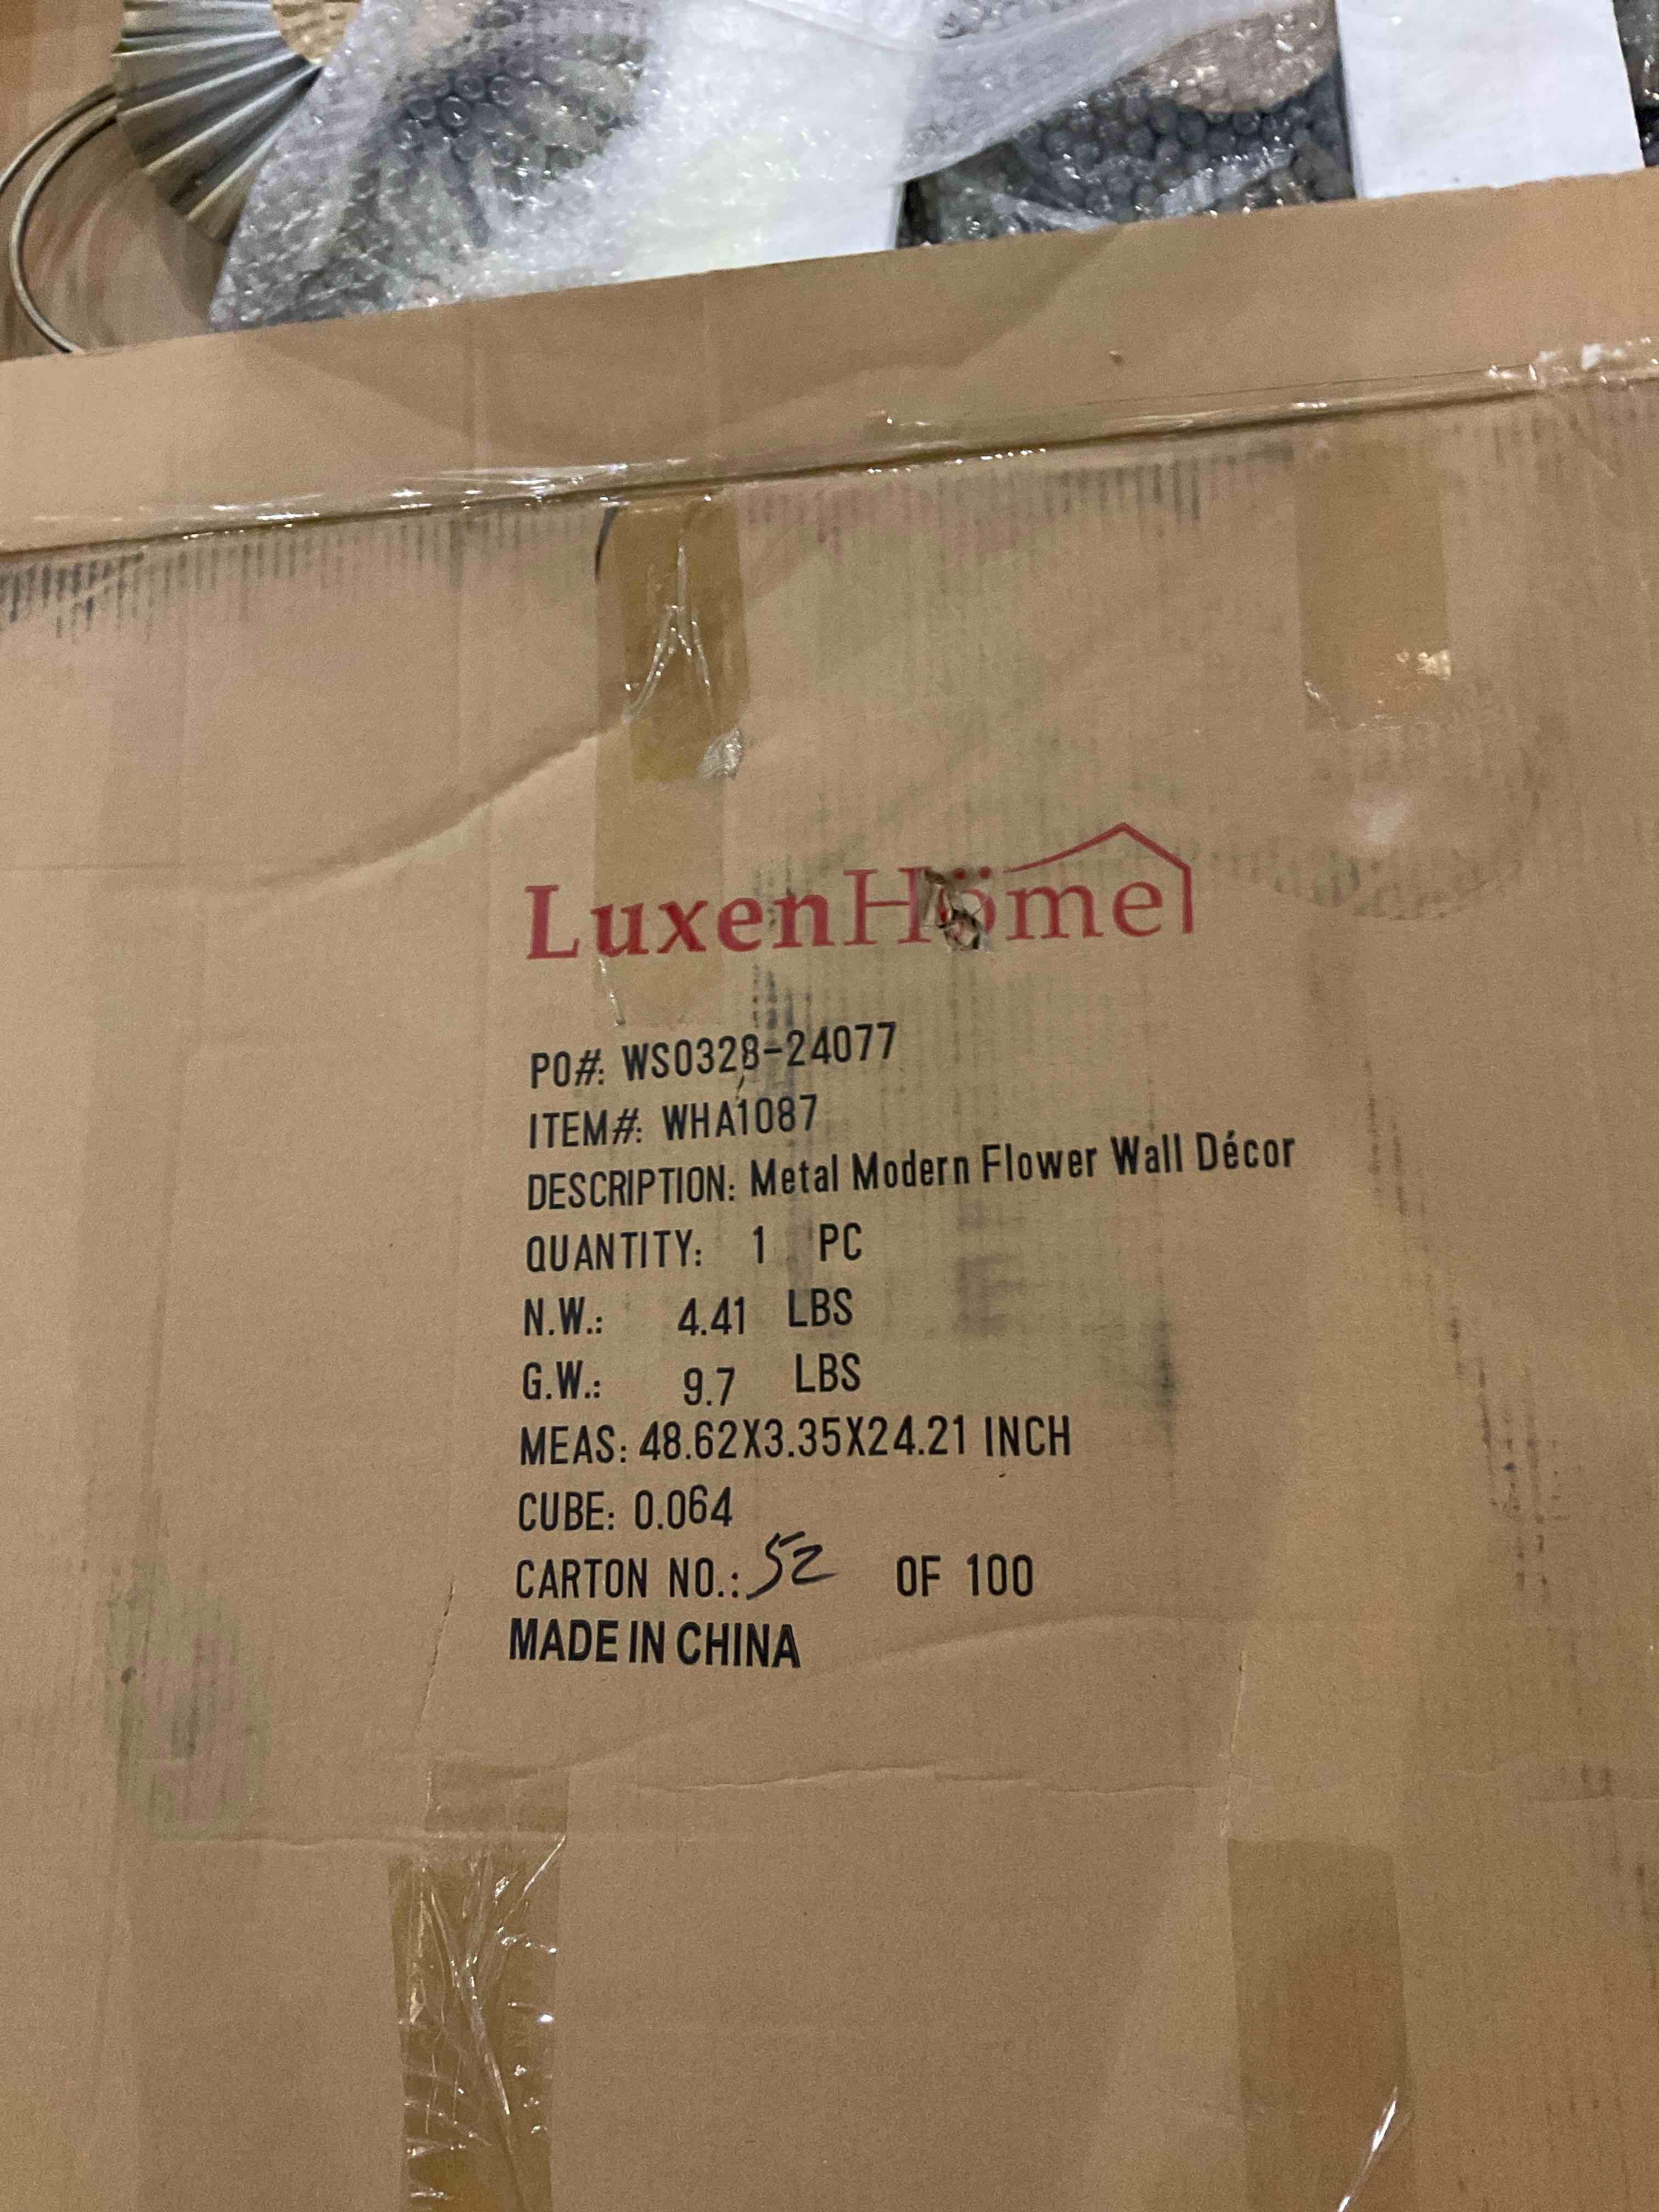 LuxenHöme
PO#: WS0328-24077
ITEM#: WHA1087
DESCRIPTION: Metal Modern Flower Wall Décor
QUANTITY: 1 PC
N.W.: 4.41 LBS
G.W.: 9.7 LBS
MEAS: 48.62X3.35X24.21 INCH
CUBE: 0.064
CARTON NO.: 52 OF 100
MADE IN CHINA